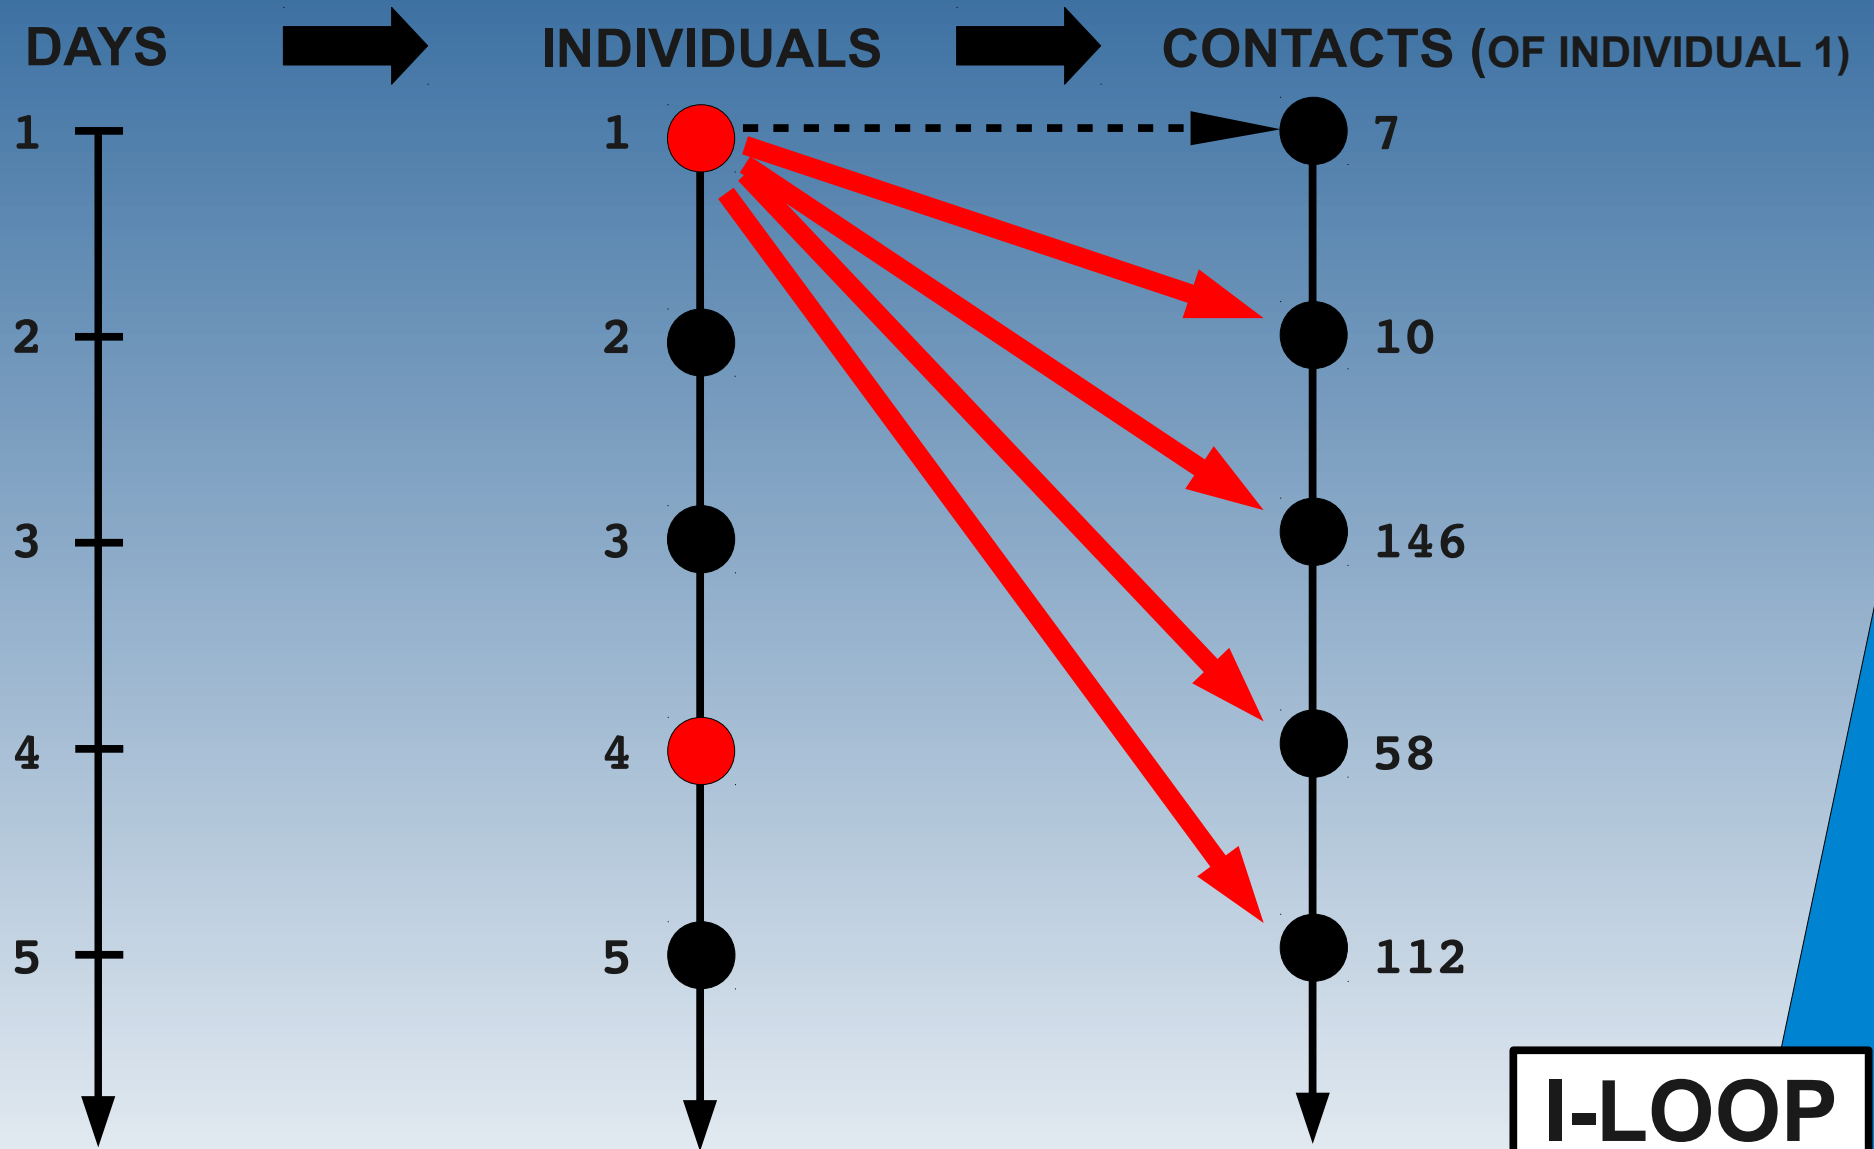 DAYS INDIVIDUALS CONTACTS (OF INDIVIDUAL 1)
1 1 7
2 2 10
3 3 146
4 4 58
5 5 112
I-LOOP